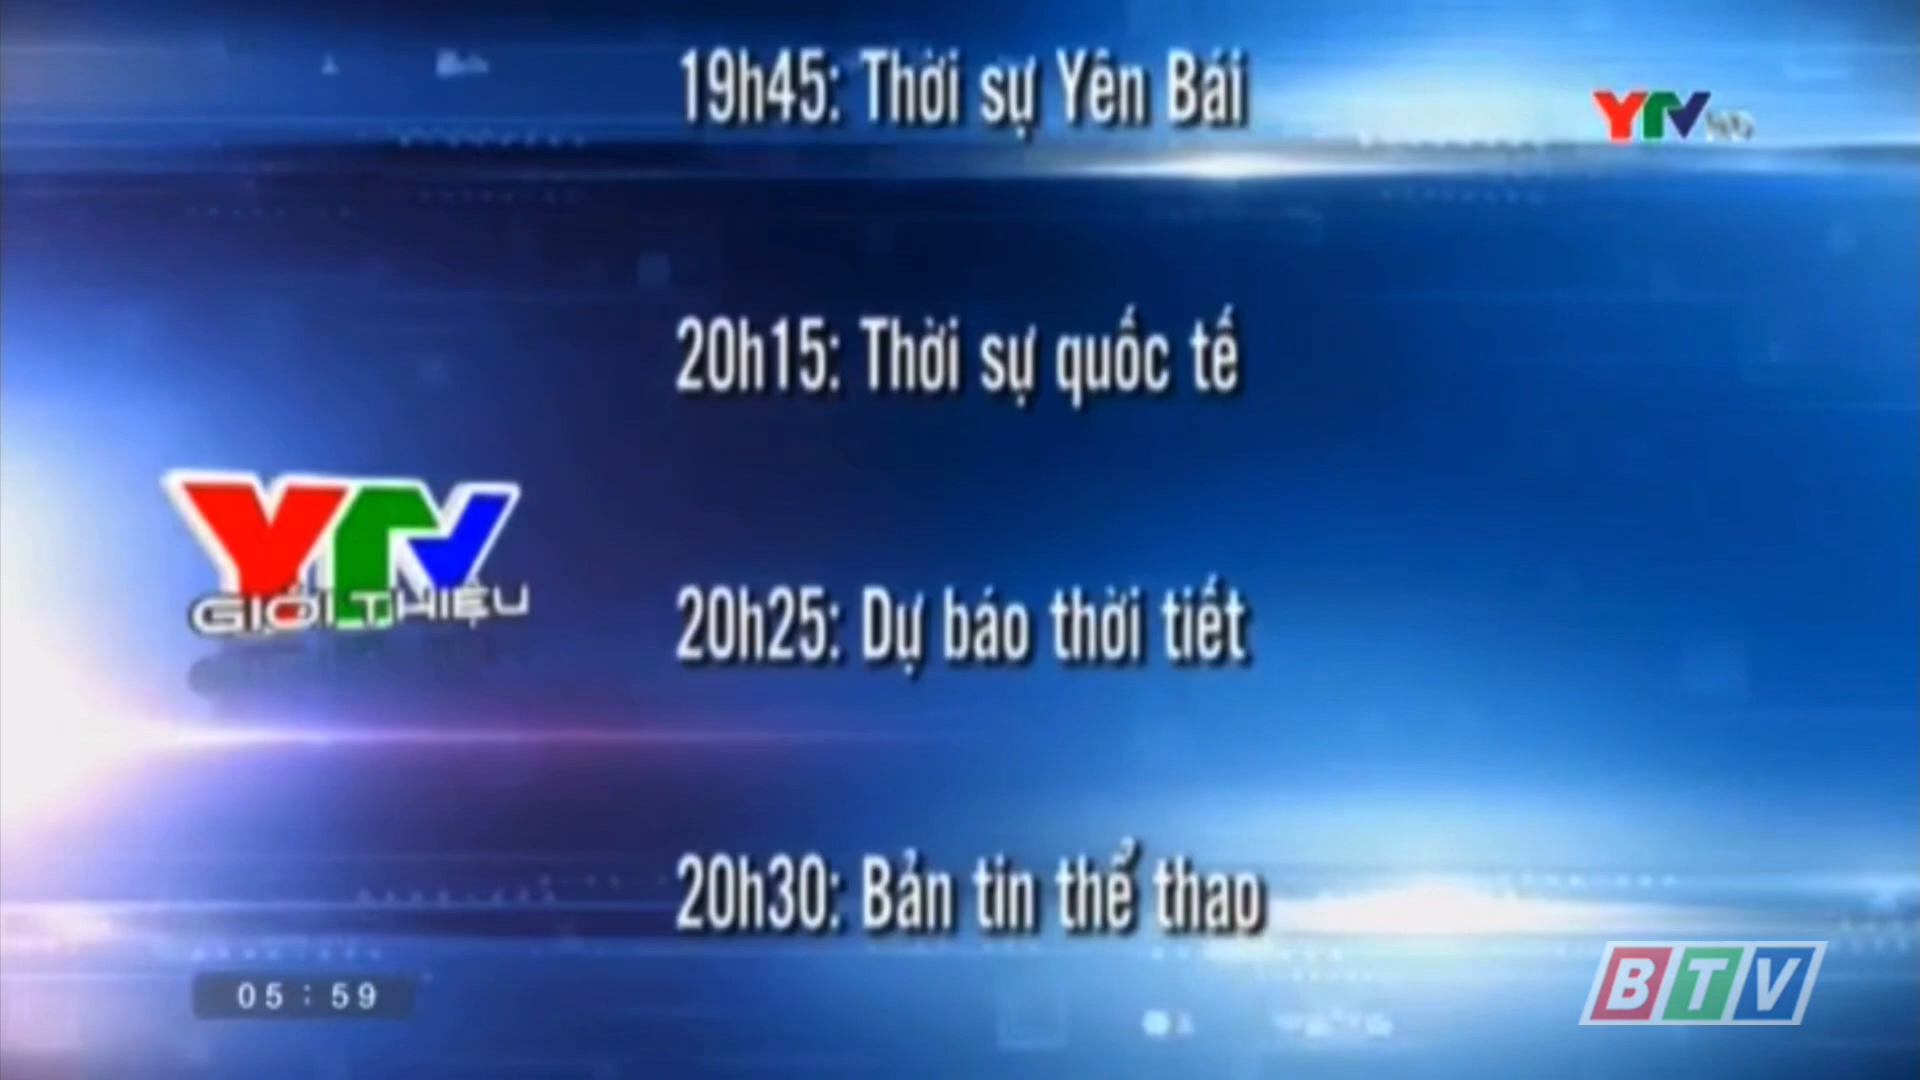 19h45: Thời sự Yên Bái
YTV
20h15: Thời sự quốc tế
YTV
GIỚI THIỆU
20h25: Dự báo thời tiết
20h30: Bản tin thể thao
05:59
BTV